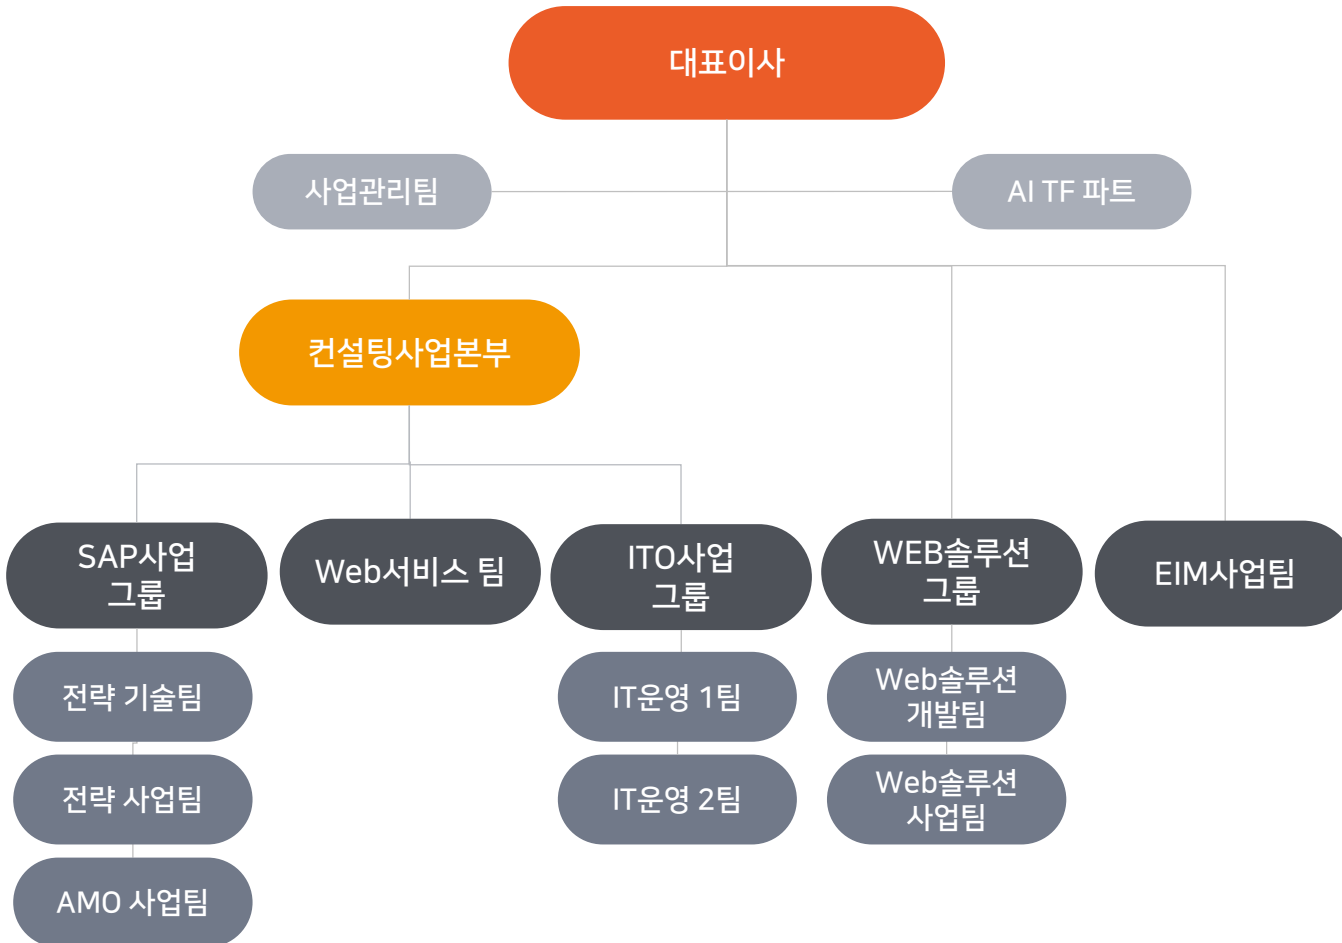 대표이사
사업관리팀
AI TF 파트
컨설팅사업본부
SAP사업
그룹
Web서비스 팀
ITO사업
그룹
WEB솔루션
그룹
EIM사업팀
전략 기술팀
IT운영 1팀
Web솔루션
개발팀
전략 사업팀
IT운영 2팀
Web솔루션
사업팀
AMO 사업팀